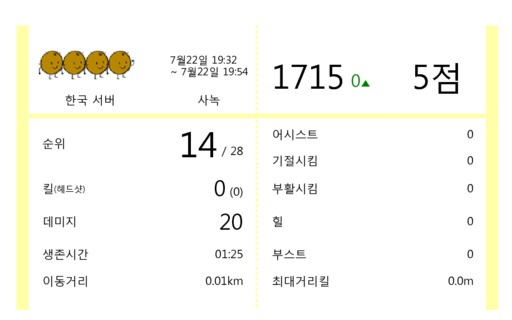 7월22일 19:32
~ 7월22일 19:54
한국 서버
사녹
1715 0▲
5점
순위
14 / 28
킬(헤드샷)
0 (0)
데미지
20
생존시간
01:25
이동거리
0.01km
어시스트
0
기절시킴
0
부활시킴
0
힐
0
부스트
0
최대거리킬
0.0m